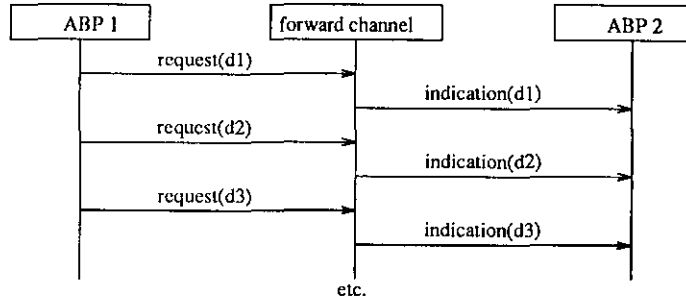 ABP 1
forward channel
ABP 2
request(d1)
indication(d1)
request(d2)
indication(d2)
request(d3)
indication(d3)
etc.